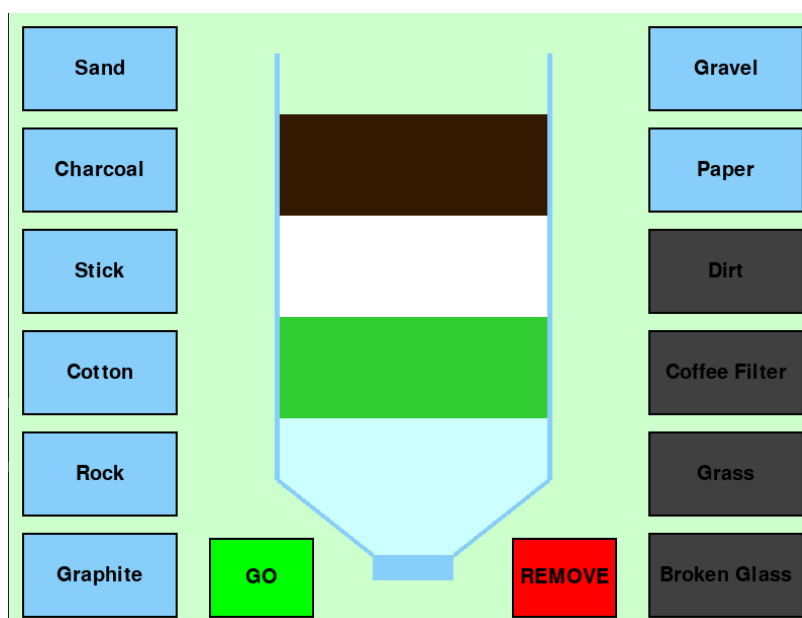 Sand
Gravel
Charcoal
Paper
Stick
Dirt
Cotton
Coffee Filter
Rock
Grass
Graphite
GO
REMOVE
Broken Glass